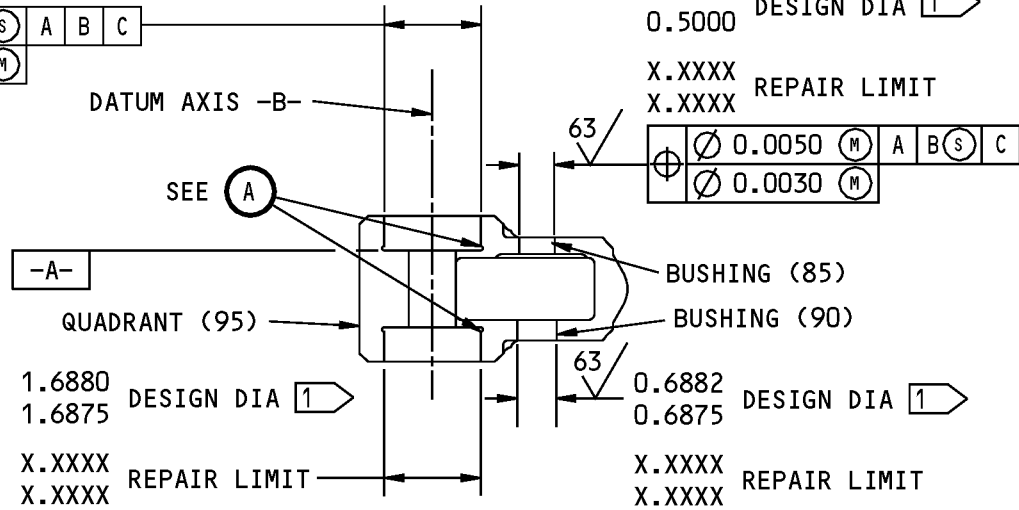 Ⓢ A B C
Ⓜ
DESIGN DIA 1
0.5000
X.XXXX
X.XXXX REPAIR LIMIT
DATUM AXIS -B-
63
⌖ ∅ 0.0050 Ⓜ A B Ⓢ C
∅ 0.0030 Ⓜ
SEE A
-A-
BUSHING (85)
QUADRANT (95)
BUSHING (90)
63
1.6880
1.6875 DESIGN DIA 1
0.6882
0.6875 DESIGN DIA 1
X.XXXX
X.XXXX REPAIR LIMIT
X.XXXX
X.XXXX REPAIR LIMIT